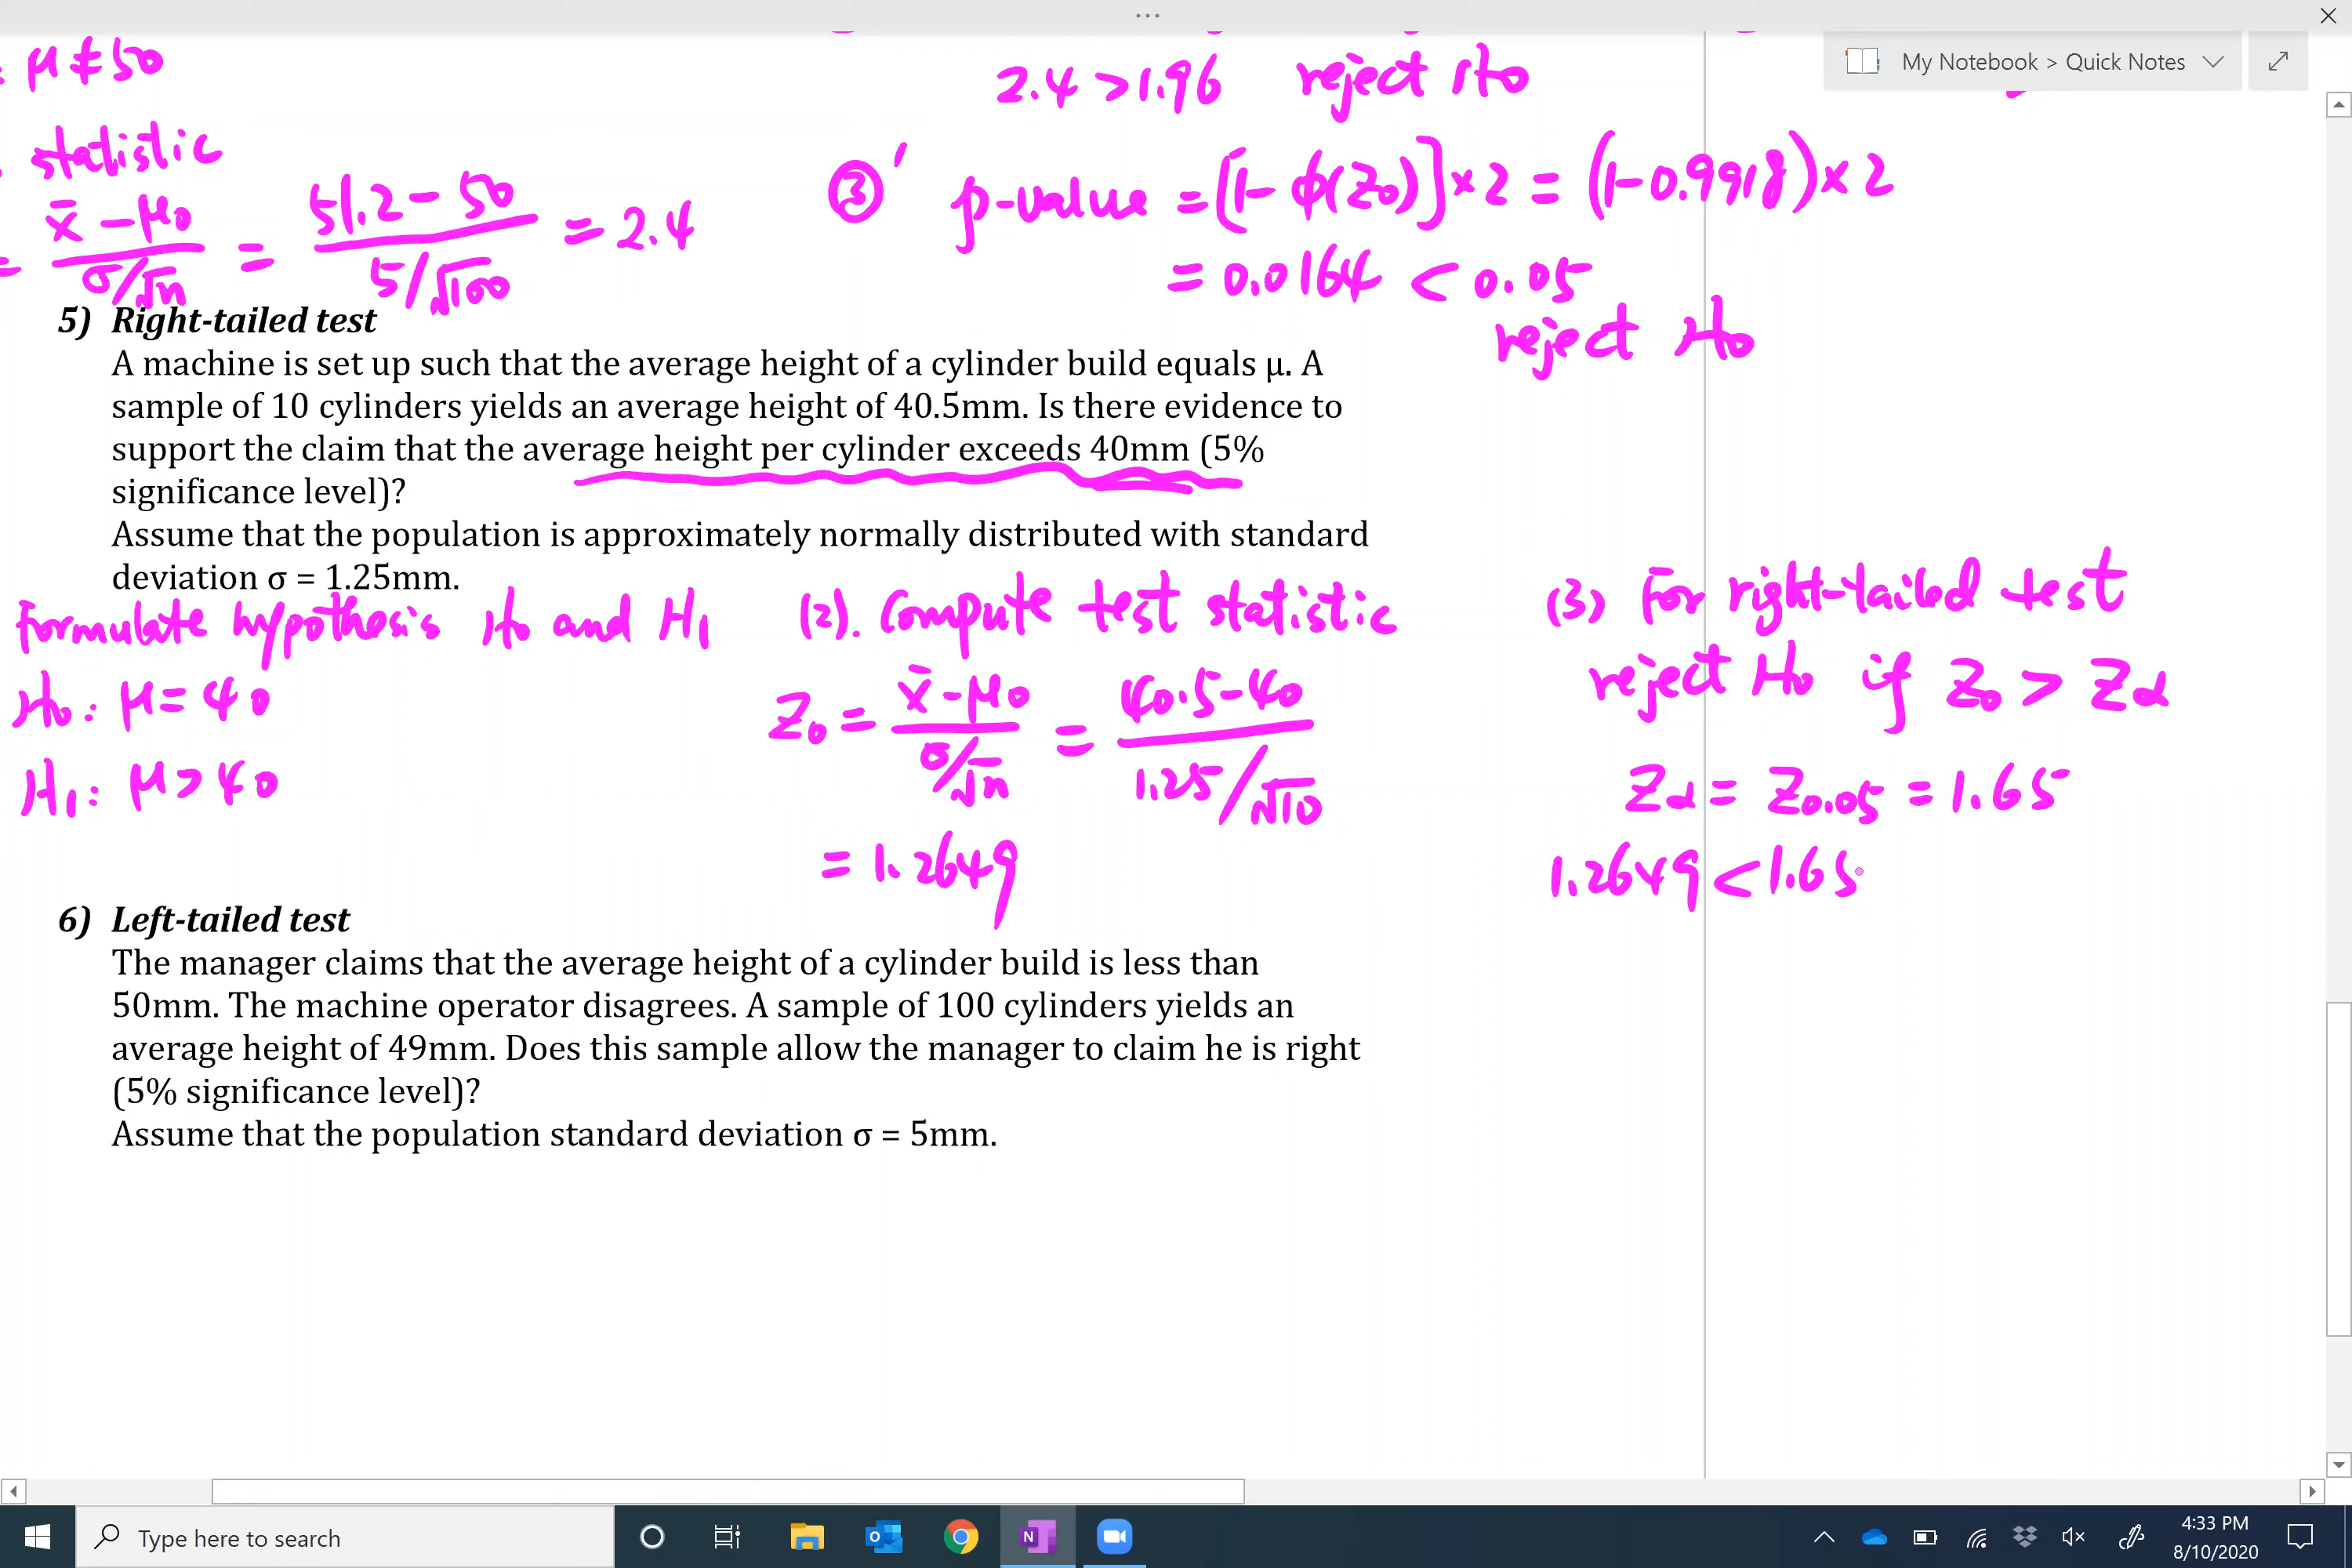 My Notebook > Quick Notes
: μ ≠ 50
2.4 > 1.96 reject H0
statistic
= x̄ − μ0 / σ/√n = 51.2 − 50 / 5/√100 = 2.4
③' p-value = [1 − ϕ(Z0)] × 2 = (1 − 0.9918) × 2
= 0.0164 < 0.05
reject H0
5) Right-tailed test
A machine is set up such that the average height of a cylinder build equals μ. A
sample of 10 cylinders yields an average height of 40.5mm. Is there evidence to
support the claim that the average height per cylinder exceeds 40mm (5%
significance level)?
Assume that the population is approximately normally distributed with standard
deviation σ = 1.25mm.
Formulate hypothesis H0 and H1
H0: μ = 40
H1: μ > 40
(2). Compute test statistic
Z0 = x̄ − μ0 / σ/√n = 40.5 − 40 / 1.25/√10
= 1.2649
(3) For right-tailed test
reject H0 if Z0 > Zα
Zα = Z0.05 = 1.65
1.2649 < 1.65
6) Left-tailed test
The manager claims that the average height of a cylinder build is less than
50mm. The machine operator disagrees. A sample of 100 cylinders yields an
average height of 49mm. Does this sample allow the manager to claim he is right
(5% significance level)?
Assume that the population standard deviation σ = 5mm.
Type here to search
4:33 PM
8/10/2020